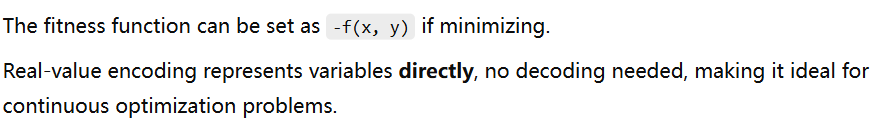 The fitness function can be set as -f(x, y) if minimizing.
Real-value encoding represents variables directly, no decoding needed, making it ideal for
continuous optimization problems.